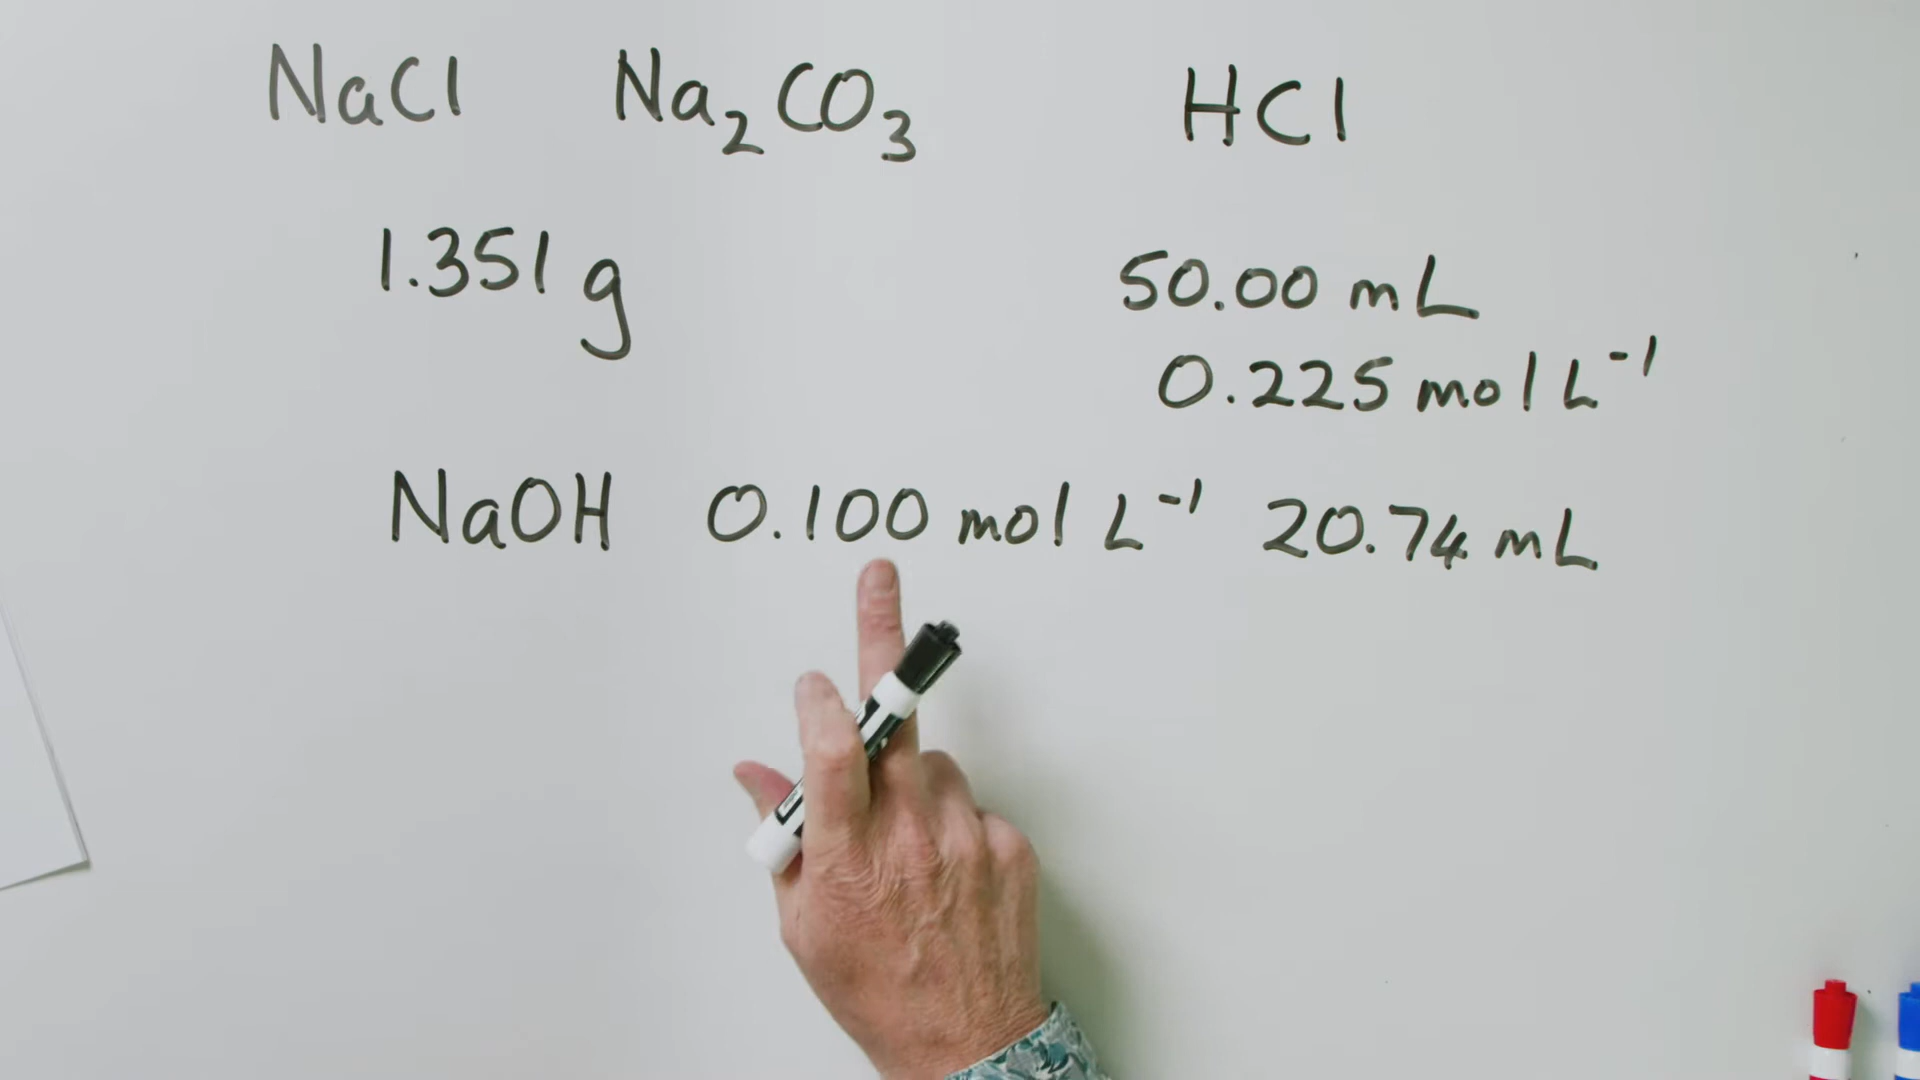 NaCl Na₂CO₃ HCl
1.351 g
50.00 mL
0.225 mol L⁻¹
NaOH 0.100 mol L⁻¹ 20.74 mL